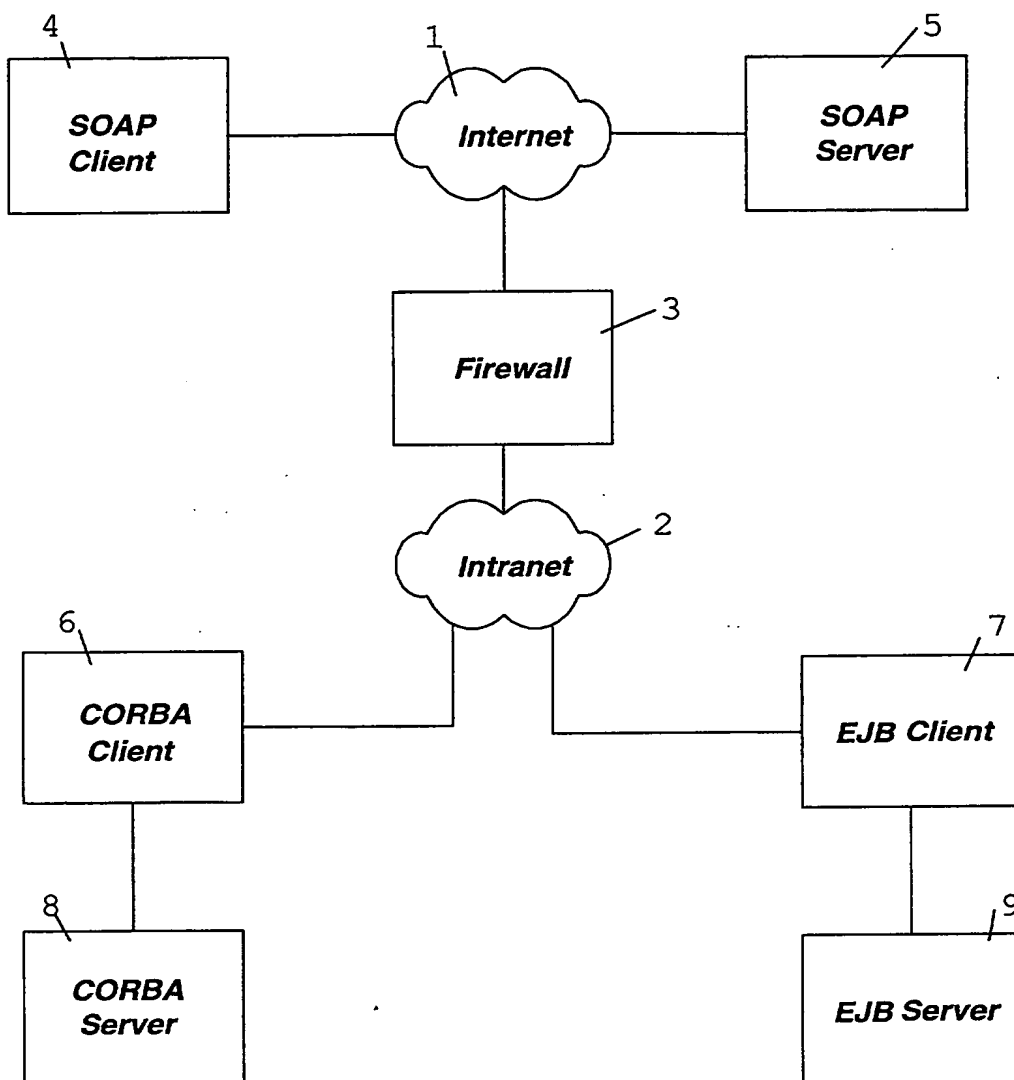 4
1
5
SOAP
Client
Internet
SOAP
Server
3
Firewall
2
Intranet
6
7
CORBA
Client
EJB Client
8
9
CORBA
Server
EJB Server